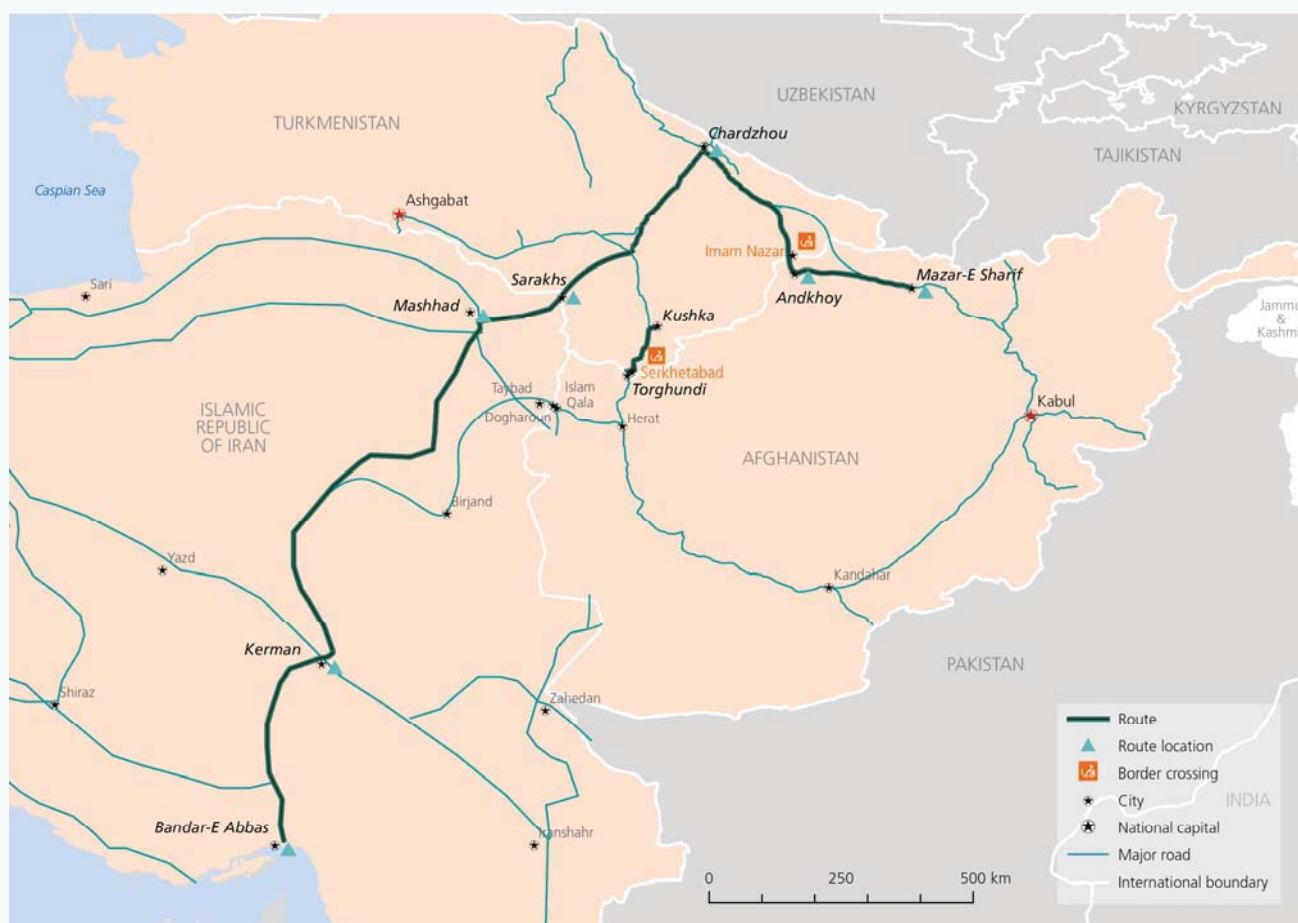 UZBEKISTAN
KYRGYZSTAN
TURKMENISTAN
Chardzhou
TAJIKISTAN
Caspian Sea
Ashgabat
Imam Nazar
Sari
Sarakhs
Mazar-E Sharif
Mashhad
Andkhoy
Kushka
Jammu
&
Kashm
Serkhetabad
Torghundi
Taybad
Islam
Qala
Dogharoun
Kabul
ISLAMIC
REPUBLIC
OF IRAN
Herat
AFGHANISTAN
Birjand
Yazd
Kandahar
Kerman
PAKISTAN
Shiraz
Zahedan
Route
Route location
Border crossing
City
INDIA
National capital
Bandar-E Abbas
Iranshahr
Major road
International boundary
0 250 500 km